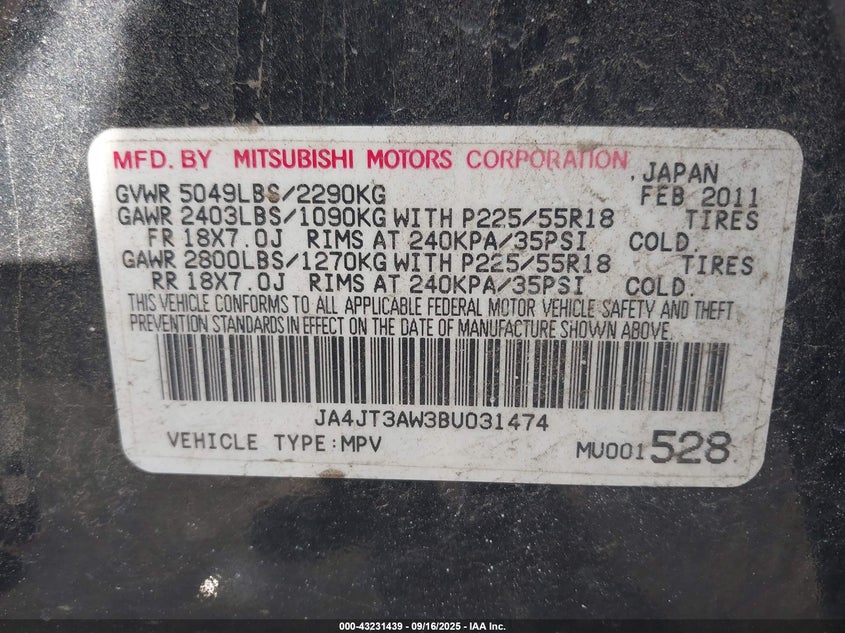 MFD. BY MITSUBISHI MOTORS CORPORATION, JAPAN
GVWR 5049LBS/2290KG FEB 2011
GAWR 2403LBS/1090KG WITH P225/55R18 TIRES
FR 18X7.0J RIMS AT 240KPA/35PSI COLD.
GAWR 2800LBS/1270KG WITH P225/55R18 TIRES
RR 18X7.0J RIMS AT 240KPA/35PSI COLD.
THIS VEHICLE CONFORMS TO ALL APPLICABLE FEDERAL MOTOR VEHICLE SAFETY AND THEFT
PREVENTION STANDARDS IN EFFECT ON THE DATE OF MANUFACTURE SHOWN ABOVE.
JA4JT3AW3BU031474
VEHICLE TYPE:MPV MU001528
000-43231439 - 09/16/2025 - IAA Inc.